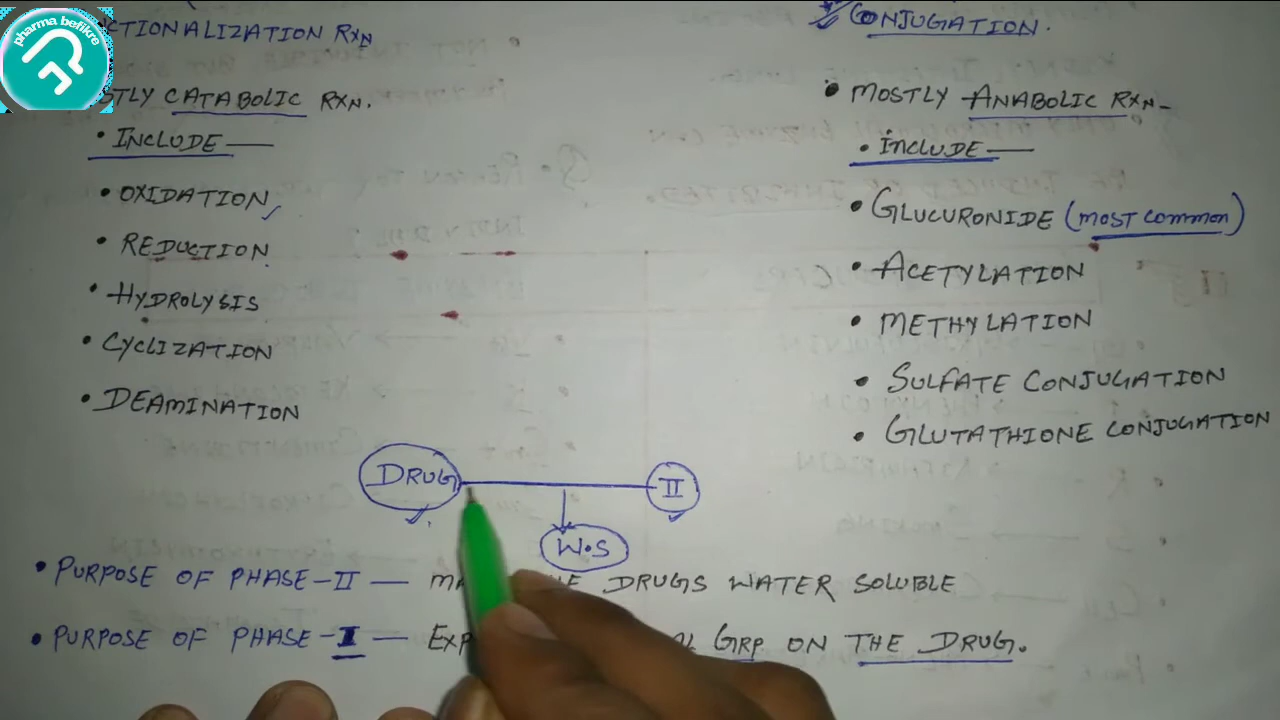 pharma befikre
CTIONALIZATION RXN
STLY CATABOLIC RXN.
• INCLUDE —
• OXIDATION
• REDUCTION
• HYDROLYSIS
• CYCLIZATION
• DEAMINATION
CONJUGATION.
• MOSTLY ANABOLIC RXN-
• INCLUDE —
• GLUCURONIDE (MOST COMMON)
• ACETYLATION
• METHYLATION
• SULFATE CONJUGATION
• GLUTATHIONE CONJUGATION
DRUG
II
W.S
• PURPOSE OF PHASE-II — DRUGS WATER SOLUBLE
• PURPOSE OF PHASE-I — EXP GRP ON THE DRUG.